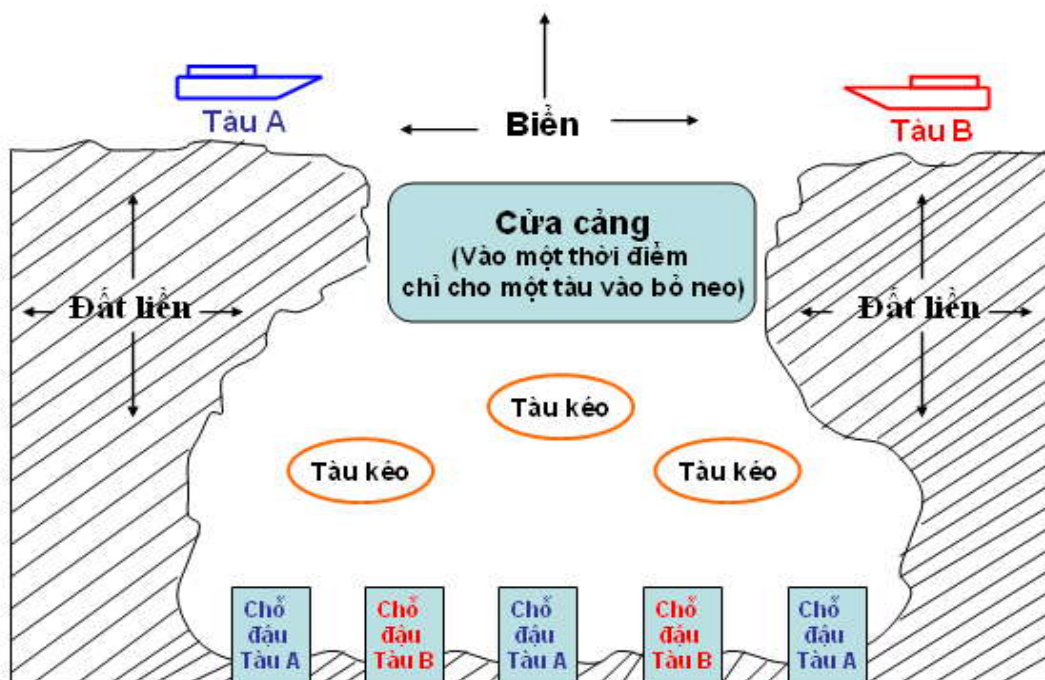 Tàu A
Biển
Tàu B
Cửa cảng
(Vào một thời điểm
chỉ cho một tàu vào bỏ neo)
Đất liền
Đất liền
Tàu kéo
Tàu kéo
Tàu kéo
Chỗ
đậu
Tàu A
Chỗ
đậu
Tàu B
Chỗ
đậu
Tàu A
Chỗ
đậu
Tàu B
Chỗ
đậu
Tàu A